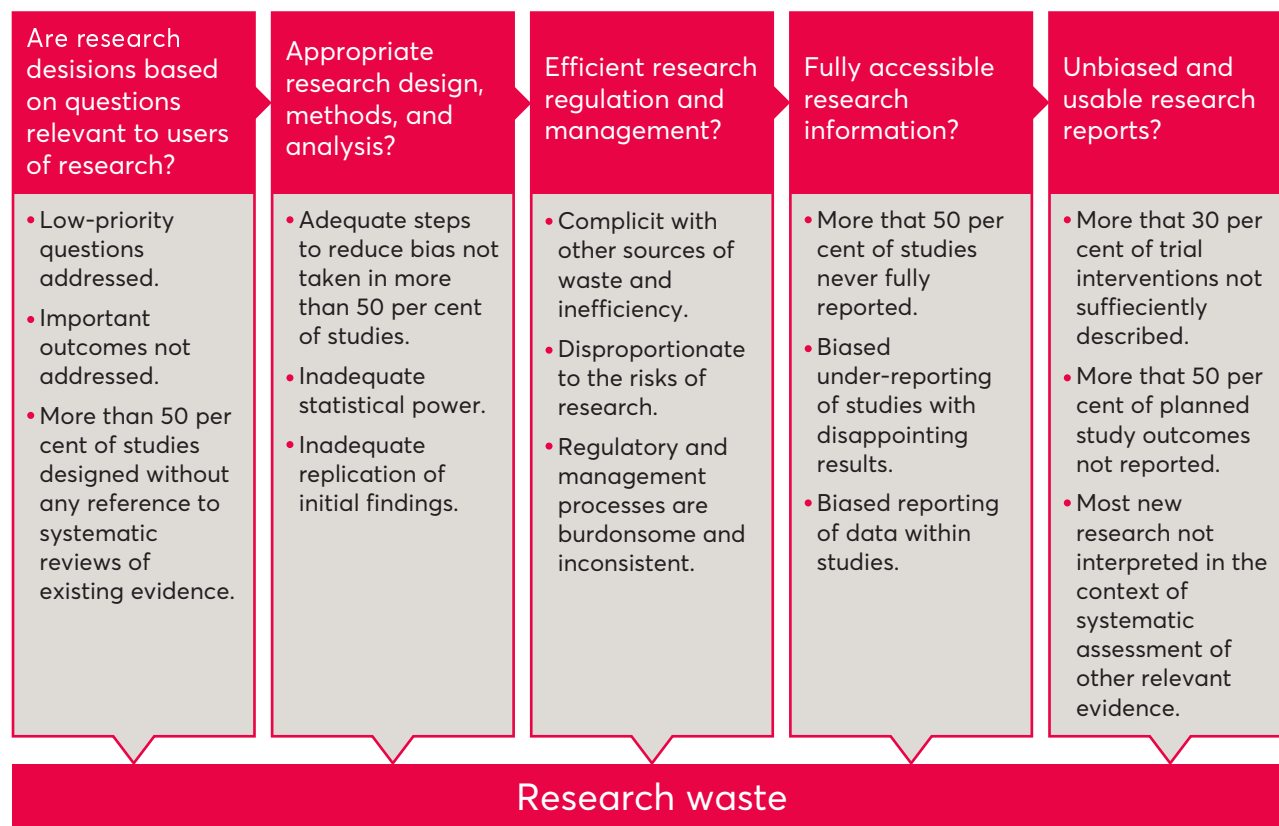 Are research
desisions based
on questions
relevant to users
of research?
• Low-priority
questions
addressed.
• Important
outcomes not
addressed.
• More than 50 per
cent of studies
designed without
any reference to
systematic
reviews of
existing evidence.
Appropriate
research design,
methods, and
analysis?
• Adequate steps
to reduce bias not
taken in more
than 50 per cent
of studies.
• Inadequate
statistical power.
• Inadequate
replication of
initial findings.
Efficient research
regulation and
management?
• Complicit with
other sources of
waste and
inefficiency.
• Disproportionate
to the risks of
research.
• Regulatory and
management
processes are
burdonsome and
inconsistent.
Fully accessible
research
information?
• More that 50 per
cent of studies
never fully
reported.
• Biased
under-reporting
of studies with
disappointing
results.
• Biased reporting
of data within
studies.
Unbiased and
usable research
reports?
• More that 30 per
cent of trial
interventions not
suffieciently
described.
• More that 50 per
cent of planned
study outcomes
not reported.
• Most new
research not
interpreted in the
context of
systematic
assessment of
other relevant
evidence.
Research waste